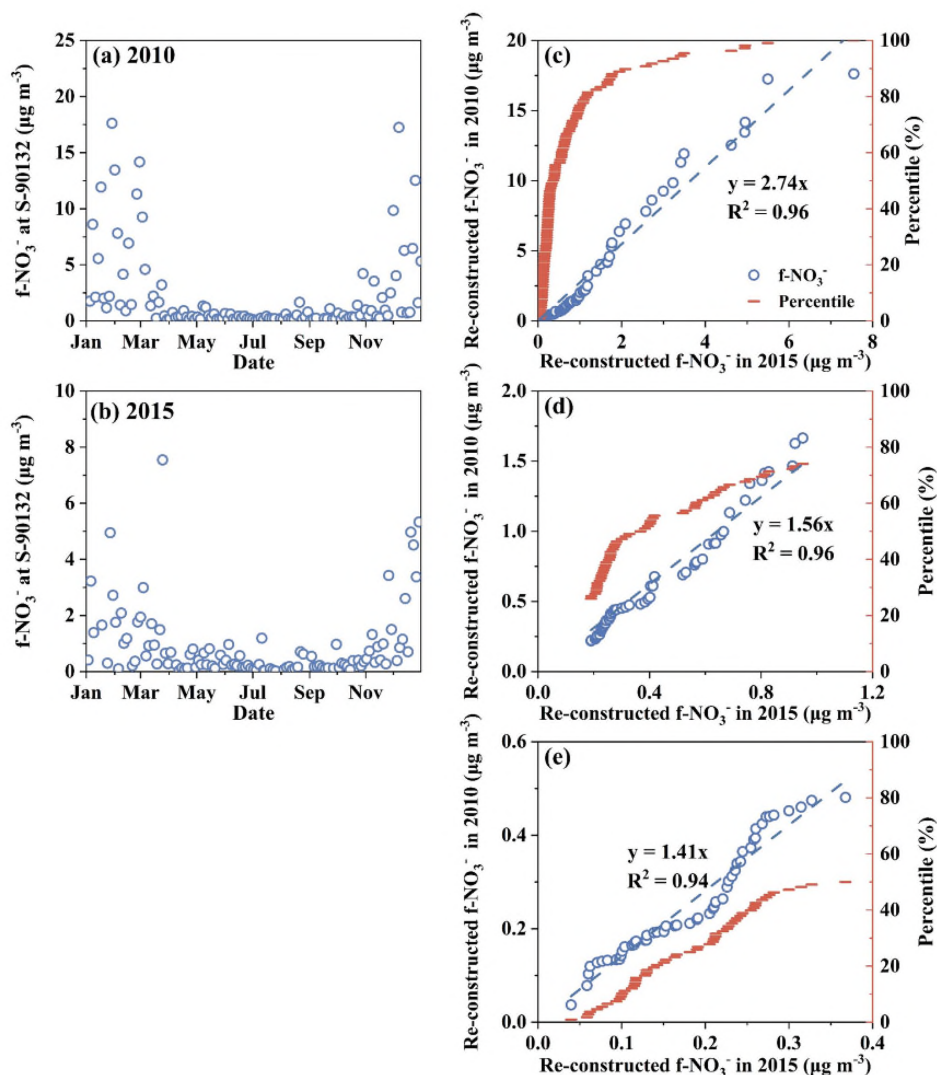 (a) 2010
f-NO₃⁻ at S-90132 (μg m⁻³)
25
20
15
10
5
0
Jan Mar May Jul Sep Nov
Date
(c)
Re-constructed f-NO₃⁻ in 2010 (μg m⁻³)
20
15
10
5
0
y = 2.74x
R² = 0.96
f-NO₃⁻
Percentile
100
80
60
40
20
0
Percentile (%)
0 2 4 6 8
Re-constructed f-NO₃⁻ in 2015 (μg m⁻³)
(b) 2015
f-NO₃⁻ at S-90132 (μg m⁻³)
10
8
6
4
2
0
Jan Mar May Jul Sep Nov
Date
(d)
Re-constructed f-NO₃⁻ in 2010 (μg m⁻³)
2.0
1.5
1.0
0.5
0.0
y = 1.56x
R² = 0.96
100
80
60
40
20
0
Percentile (%)
0.0 0.4 0.8 1.2
Re-constructed f-NO₃⁻ in 2015 (μg m⁻³)
(e)
Re-constructed f-NO₃⁻ in 2010 (μg m⁻³)
0.6
0.4
0.2
0.0
y = 1.41x
R² = 0.94
100
80
60
40
20
0
Percentile (%)
0.0 0.1 0.2 0.3 0.4
Re-constructed f-NO₃⁻ in 2015 (μg m⁻³)